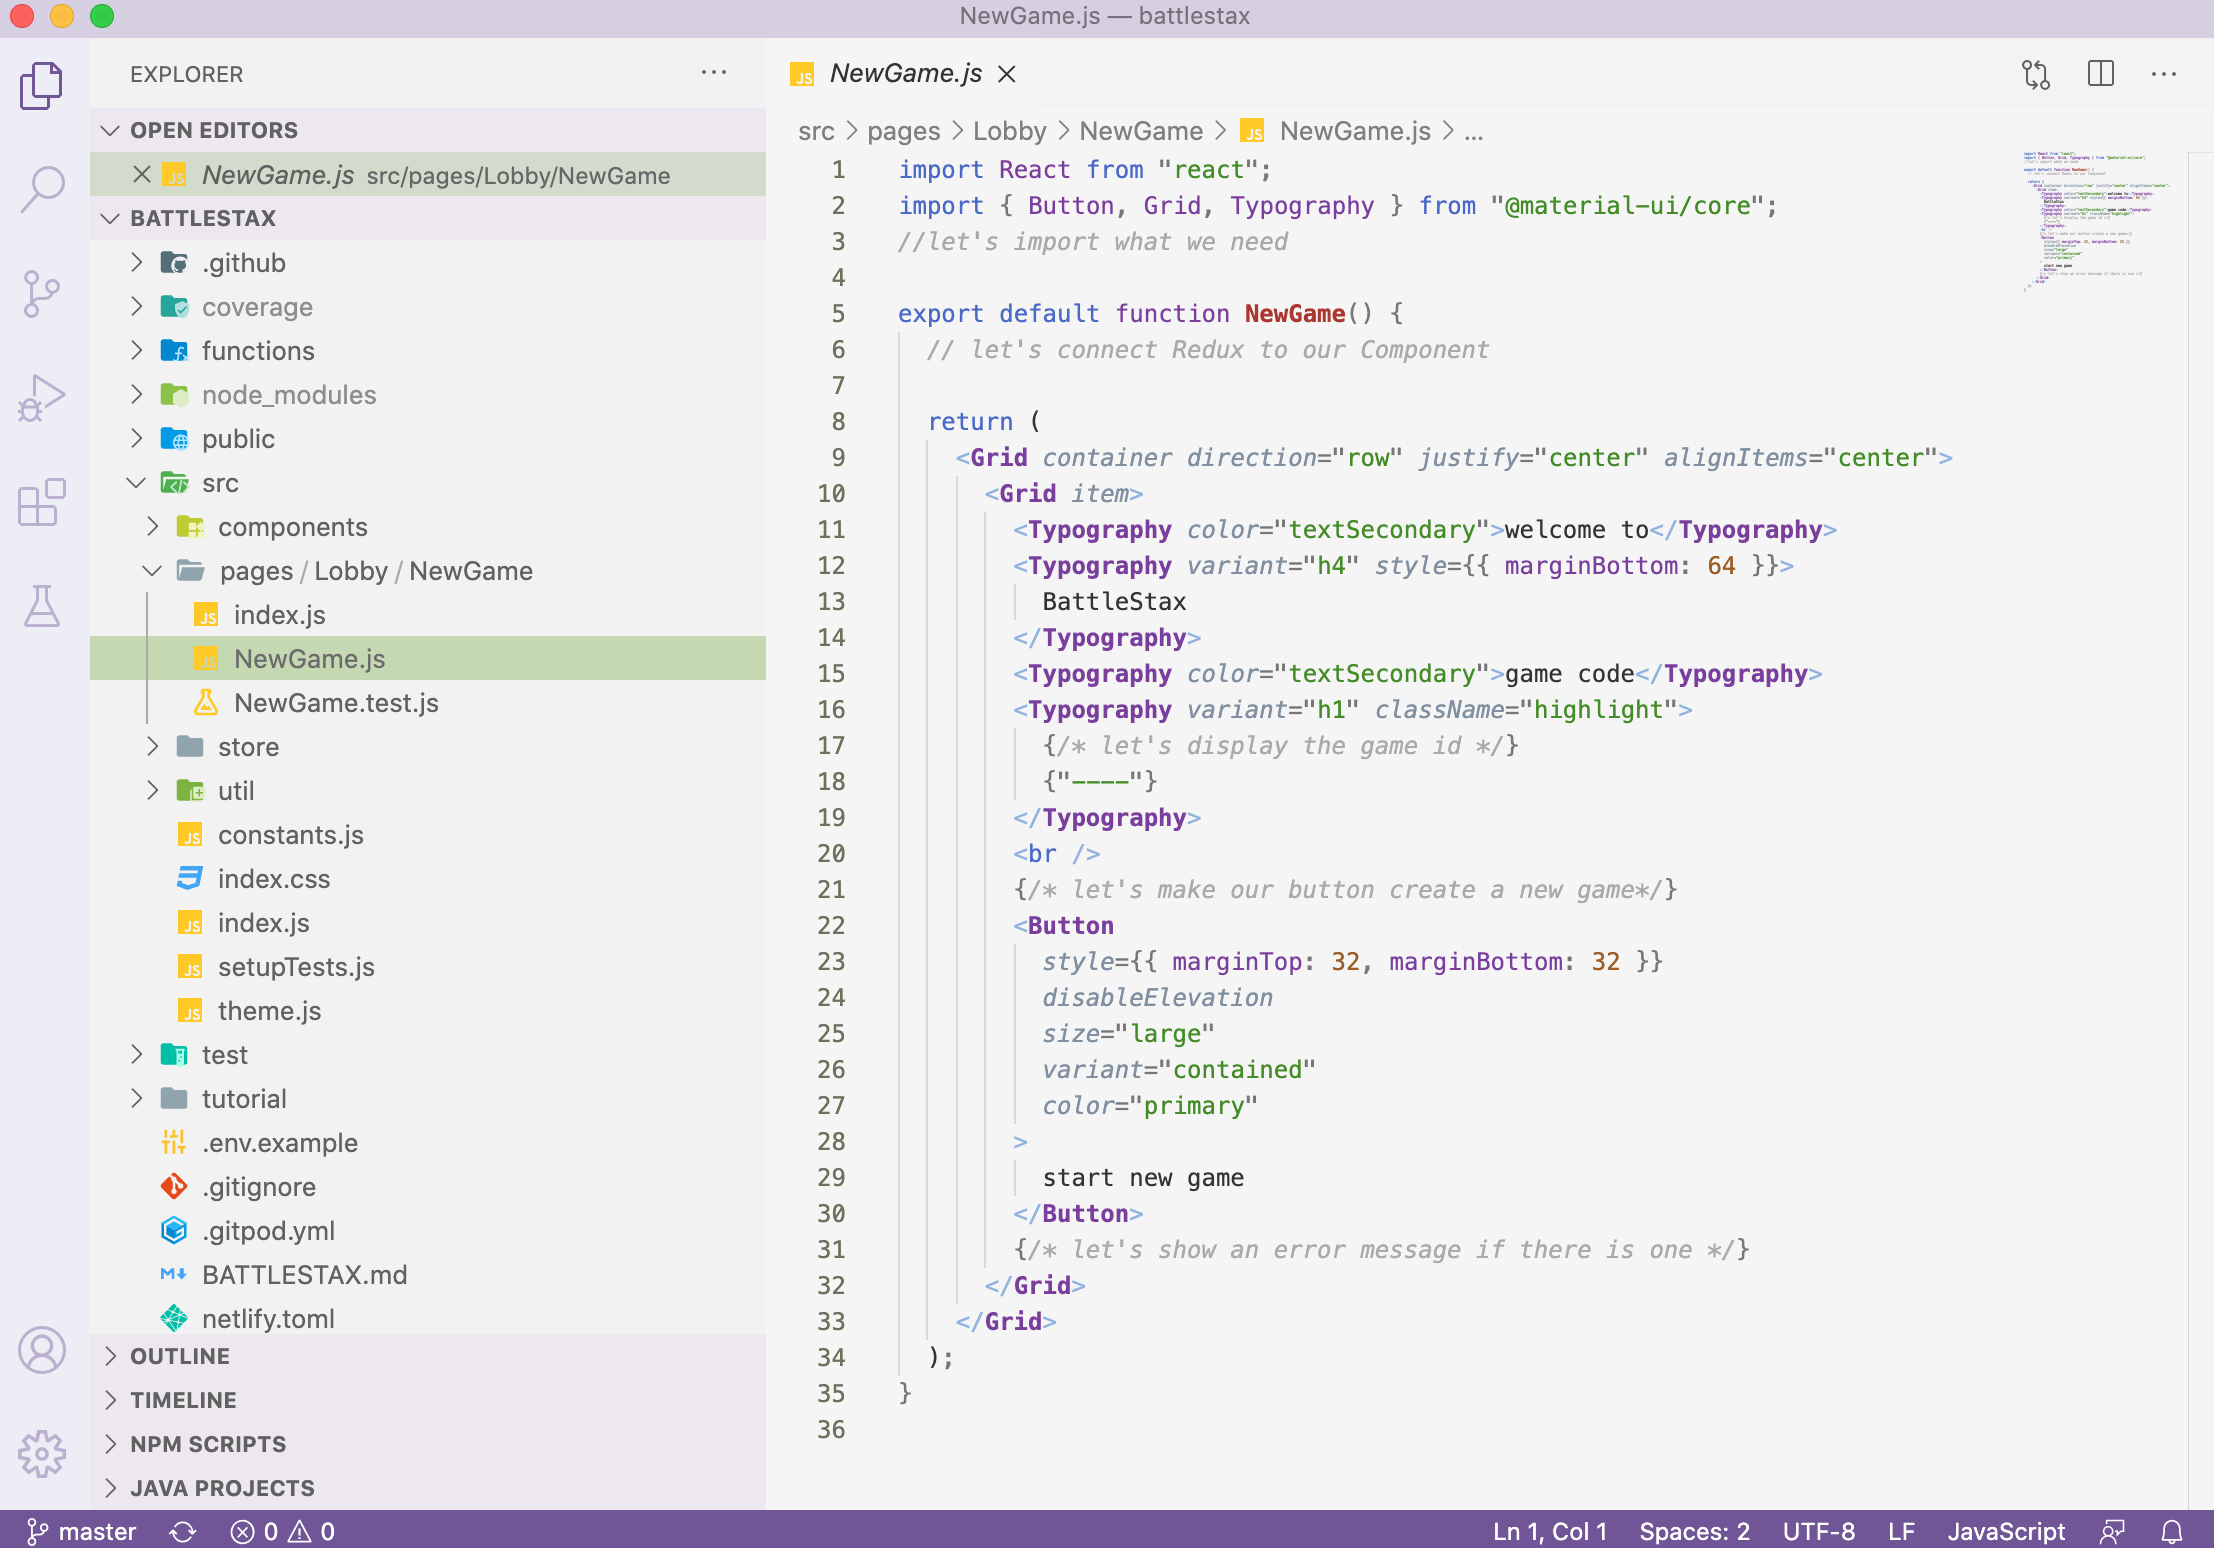 NewGame.js — battlestax
EXPLORER
OPEN EDITORS
NewGame.js src/pages/Lobby/NewGame
BATTLESTAX
.github
coverage
functions
node_modules
public
src
components
pages / Lobby / NewGame
index.js
NewGame.js
NewGame.test.js
store
util
constants.js
index.css
index.js
setupTests.js
theme.js
test
tutorial
.env.example
.gitignore
.gitpod.yml
BATTLESTAX.md
netlify.toml
OUTLINE
TIMELINE
NPM SCRIPTS
JAVA PROJECTS
JS NewGame.js
src > pages > Lobby > NewGame > JS NewGame.js > ...
1 import React from "react";
2 import { Button, Grid, Typography } from "@material-ui/core";
3 //let's import what we need
4
5 export default function NewGame() {
6 // let's connect Redux to our Component
7
8 return (
9 <Grid container direction="row" justify="center" alignItems="center">
10 <Grid item>
11 <Typography color="textSecondary">welcome to</Typography>
12 <Typography variant="h4" style={{ marginBottom: 64 }}>
13 BattleStax
14 </Typography>
15 <Typography color="textSecondary">game code</Typography>
16 <Typography variant="h1" className="highlight">
17 {/* let's display the game id */}
18 {"----"}
19 </Typography>
20 <br />
21 {/* let's make our button create a new game*/}
22 <Button
23 style={{ marginTop: 32, marginBottom: 32 }}
24 disableElevation
25 size="large"
26 variant="contained"
27 color="primary"
28 >
29 start new game
30 </Button>
31 {/* let's show an error message if there is one */}
32 </Grid>
33 </Grid>
34 );
35 }
36
master 0 0 Ln 1, Col 1 Spaces: 2 UTF-8 LF JavaScript